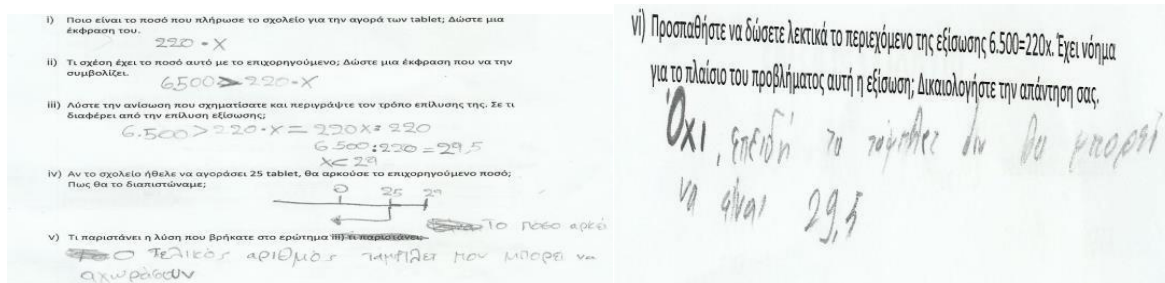 i) Ποιο είναι το ποσό που πλήρωσε το σχολείο για την αγορά των tablet; Δώστε μια
έκφραση του.
220 · x
ii) Τι σχέση έχει το ποσό αυτό με το επιχορηγούμενο; Δώστε μια έκφραση που να την
συμβολίζει.
6500 > 220 · x
iii) Λύστε την ανίσωση που σχηματίσατε και περιγράψτε τον τρόπο επίλυσης της. Σε τι
διαφέρει από την επίλυση εξίσωσης;
6.500 > 220 · x = 220x : 220
6.500 : 220 = 29,5
x < 29
iv) Αν το σχολείο ήθελε να αγοράσει 25 tablet, θα αρκούσε το επιχορηγούμενο ποσό;
Πως θα το διαπιστώναμε;
0 25 29
Το ποσο αρκεί
v) Τι παριστάνει η λύση που βρήκατε στο ερώτημα iii) τι παριστάνει;
Ο τελικός αριθμός ταμπλετ που μπορεί να
αχωράσουν
vi) Προσπαθήστε να δώσετε λεκτικά το περιεχόμενο της εξίσωσης 6.500=220x. Έχει νόημα
για το πλαίσιο του προβλήματος αυτή η εξίσωση; Δικαιολογήστε την απάντηση σας.
Όχι, επειδή τα τάμπλετ δεν θα μπορεί
να είναι 29,5